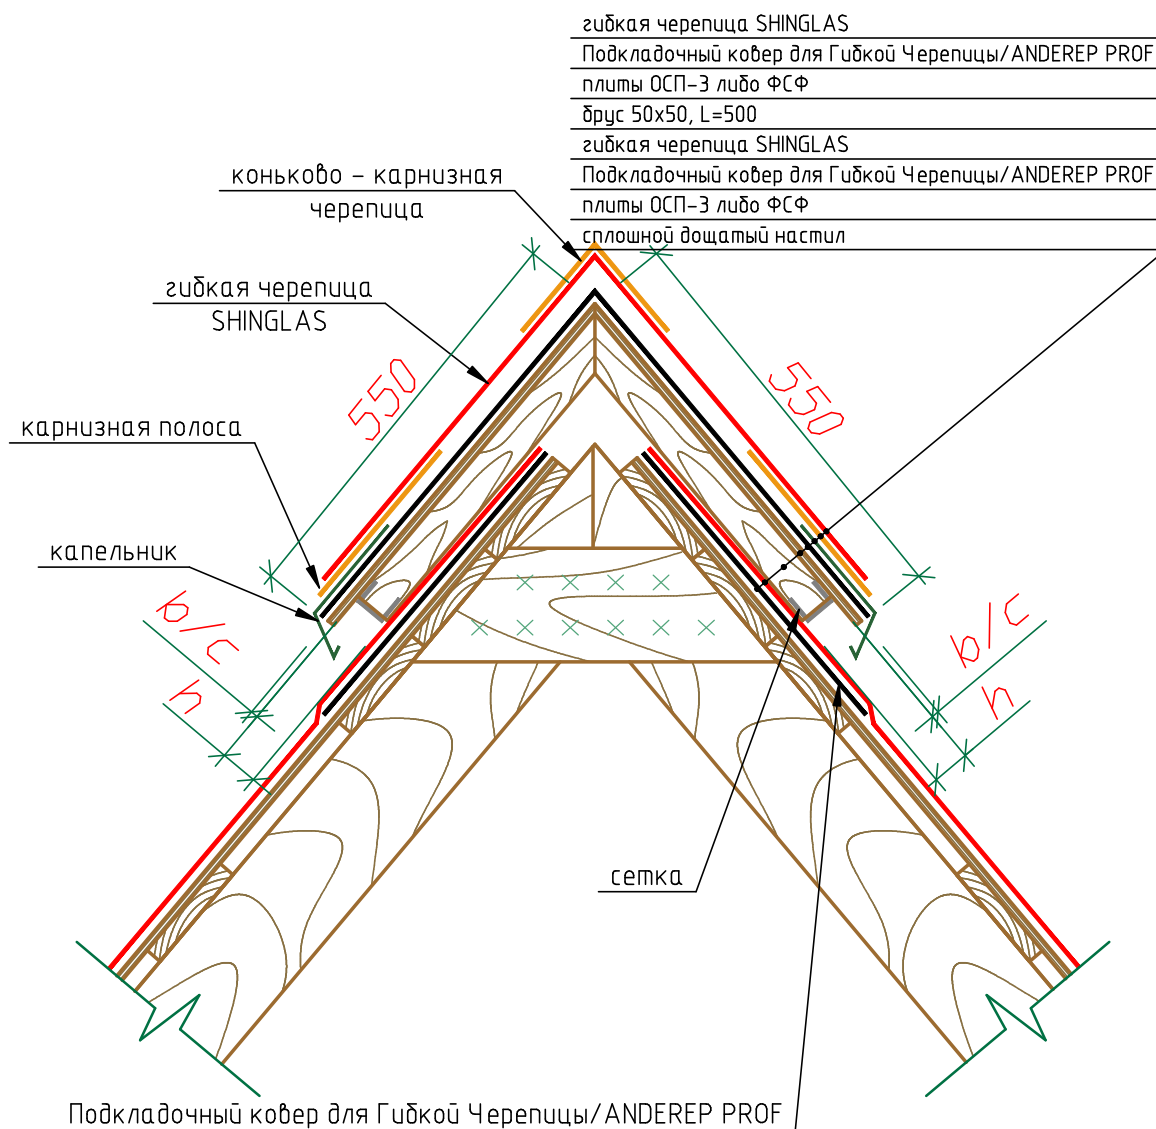 гибкая черепица SHINGLAS
Подкладочный ковер для Гибкой Черепицы/ANDEREP PROF
плиты ОСП-3 либо ФСФ
брус 50х50, L=500
гибкая черепица SHINGLAS
Подкладочный ковер для Гибкой Черепицы/ANDEREP PROF
плиты ОСП-3 либо ФСФ
сплошной дощатый настил
коньково - карнизная
черепица
гибкая черепица
SHINGLAS
550
550
карнизная полоса
капельник
b/c
h
b/c
h
сетка
Подкладочный ковер для Гибкой Черепицы/ANDEREP PROF